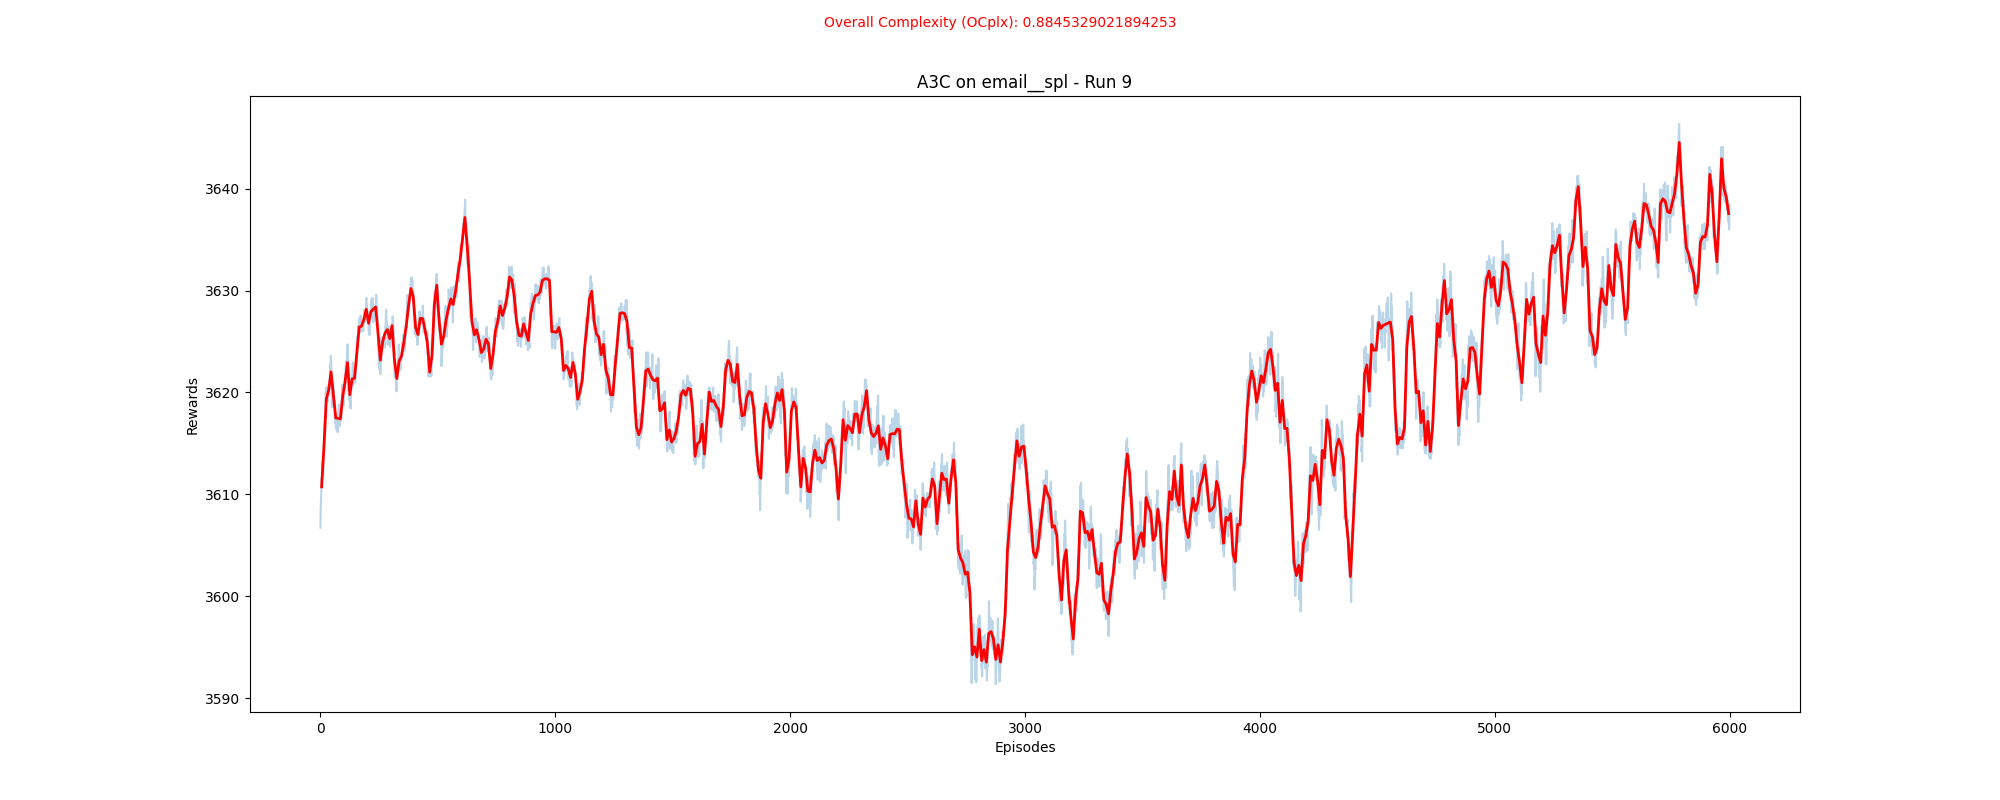 Overall Complexity (OCplx): 0.8845329021894253
A3C on email__spl - Run 9
Rewards
3640
3630
3620
3610
3600
3590
0 1000 2000 3000 4000 5000 6000
Episodes